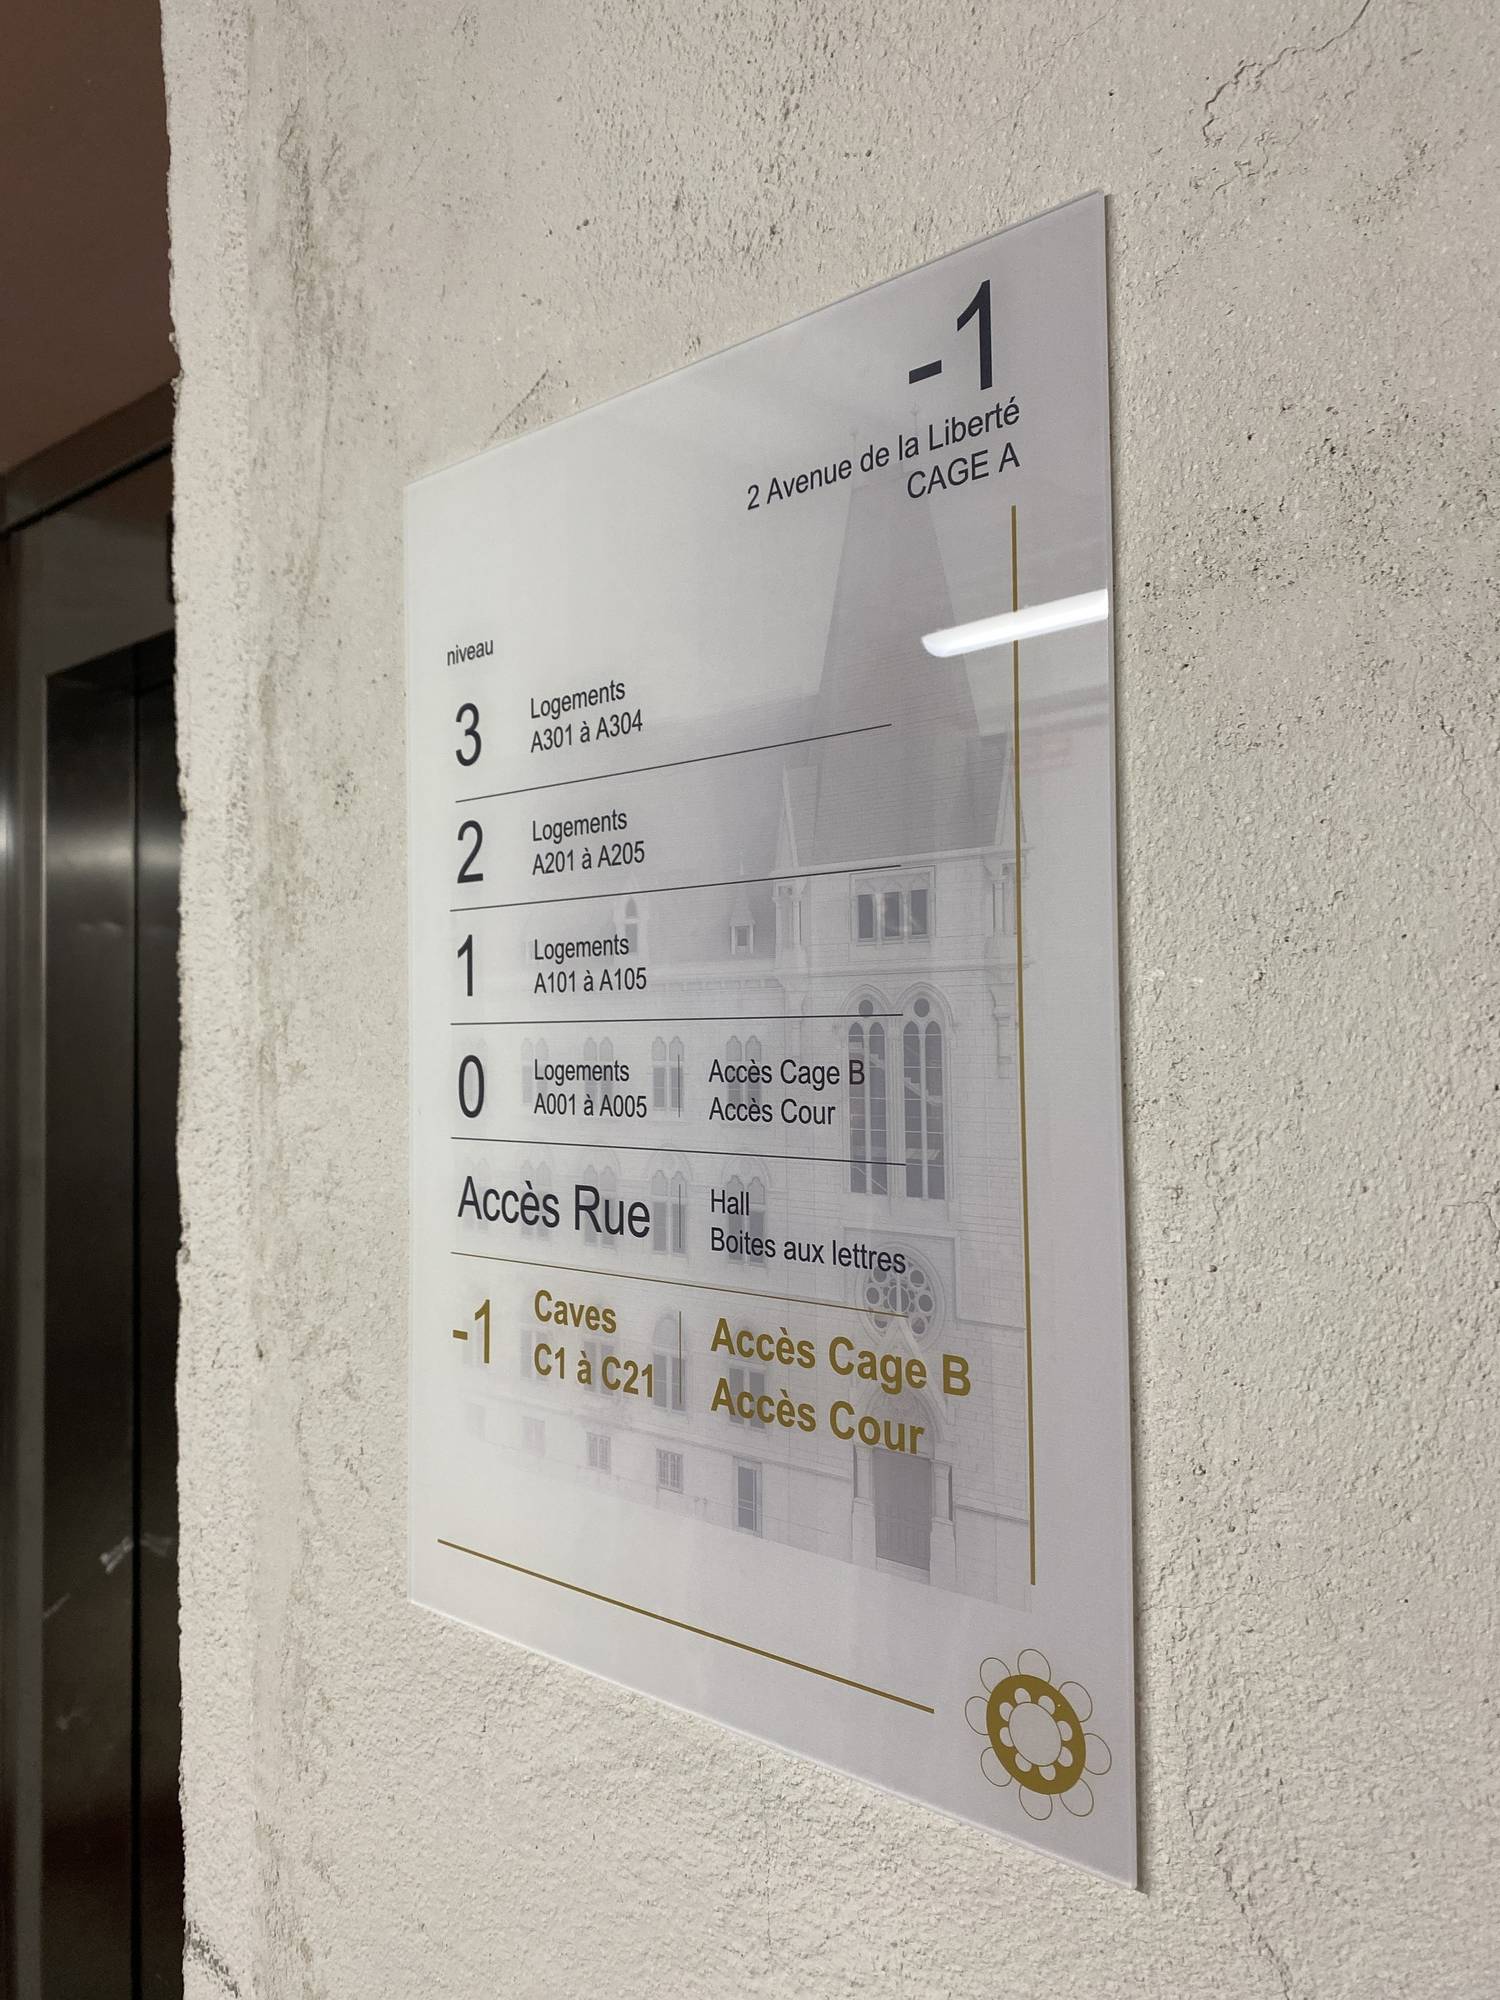 -1
2 Avenue de la Liberté
CAGE A
niveau
3
Logements
A301 à A304
2
Logements
A201 à A205
1
Logements
A101 à A105
0
Logements
A001 à A005
Accès Cage B
Accès Cour
Accès Rue
Hall
Boites aux lettres
-1
Caves
C1 à C21
Accès Cage B
Accès Cour